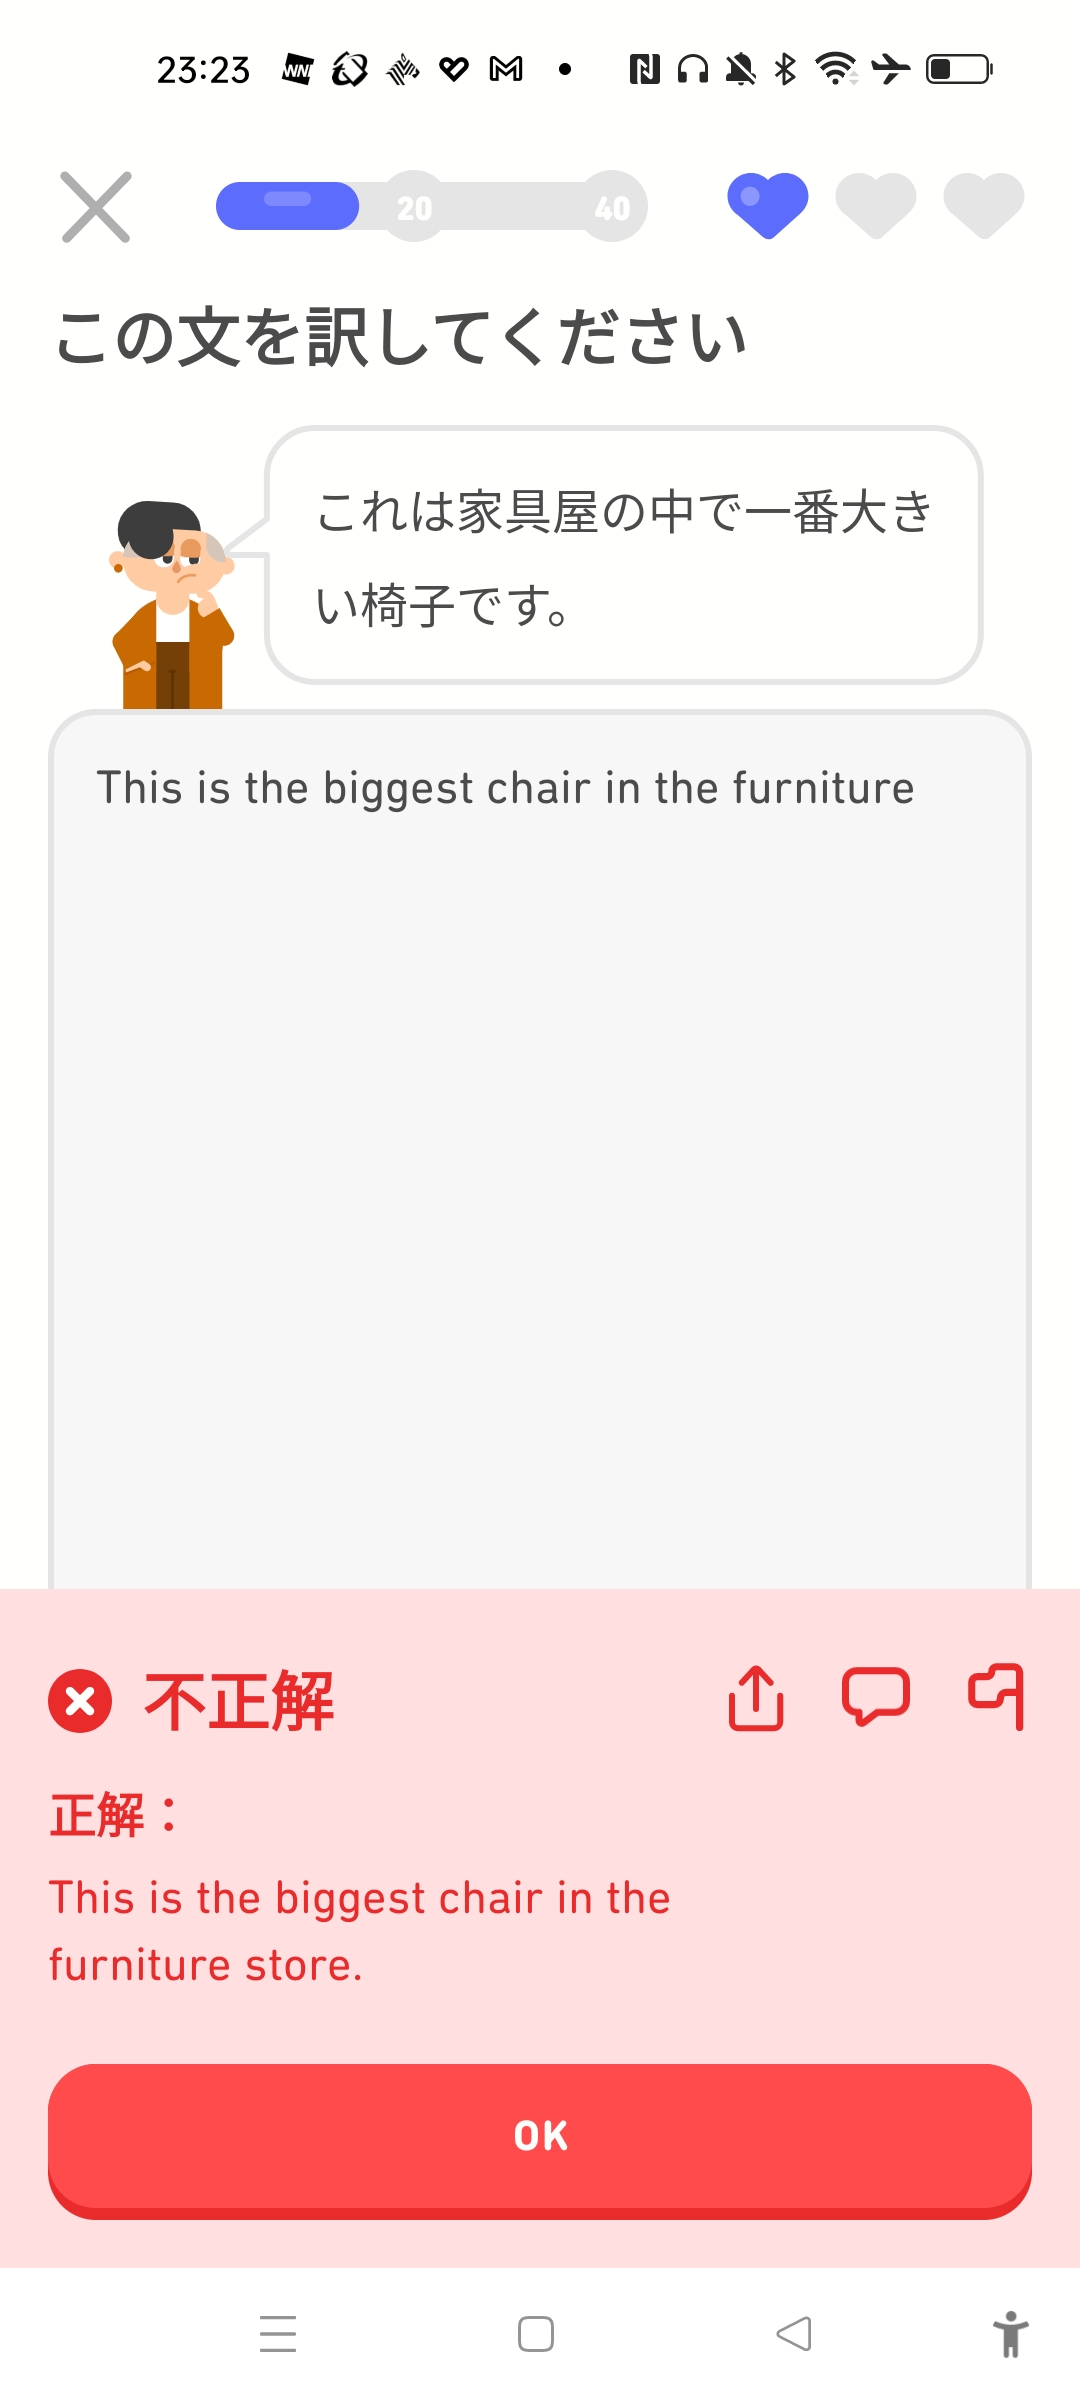 23:23
20
40
この文を訳してください
これは家具屋の中で一番大き
い椅子です。
This is the biggest chair in the furniture
不正解
正解：
This is the biggest chair in the
furniture store.
OK